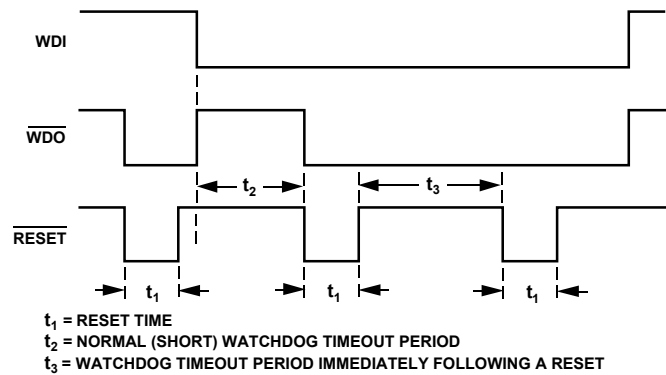 WDI
WDO
t2
t3
RESET
t1
t1
t1
t1 = RESET TIME
t2 = NORMAL (SHORT) WATCHDOG TIMEOUT PERIOD
t3 = WATCHDOG TIMEOUT PERIOD IMMEDIATELY FOLLOWING A RESET